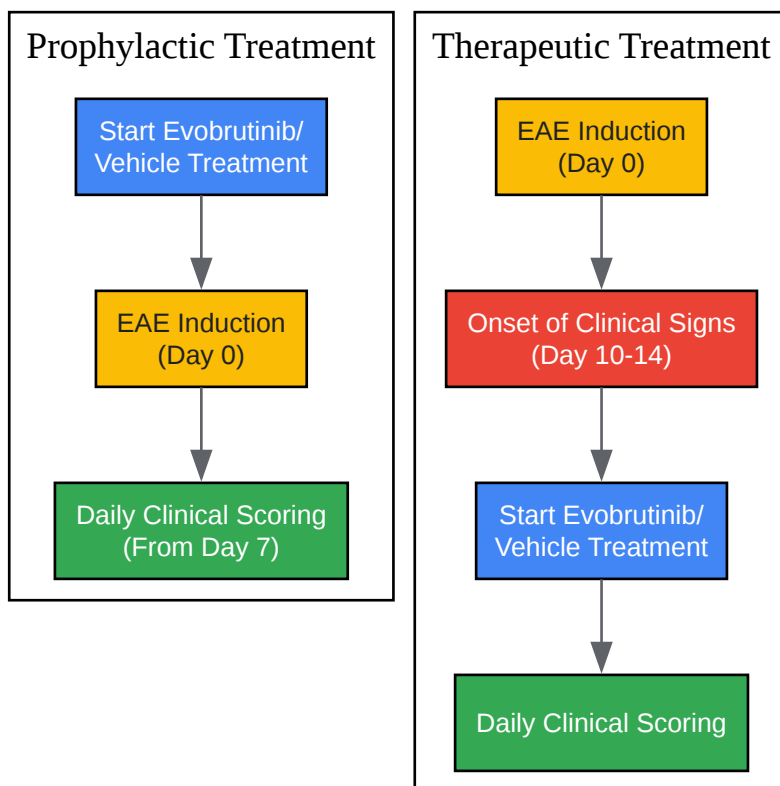 Prophylactic Treatment
Start Evobrutinib/
Vehicle Treatment
EAE Induction
(Day 0)
Daily Clinical Scoring
(From Day 7)
Therapeutic Treatment
EAE Induction
(Day 0)
Onset of Clinical Signs
(Day 10-14)
Start Evobrutinib/
Vehicle Treatment
Daily Clinical Scoring